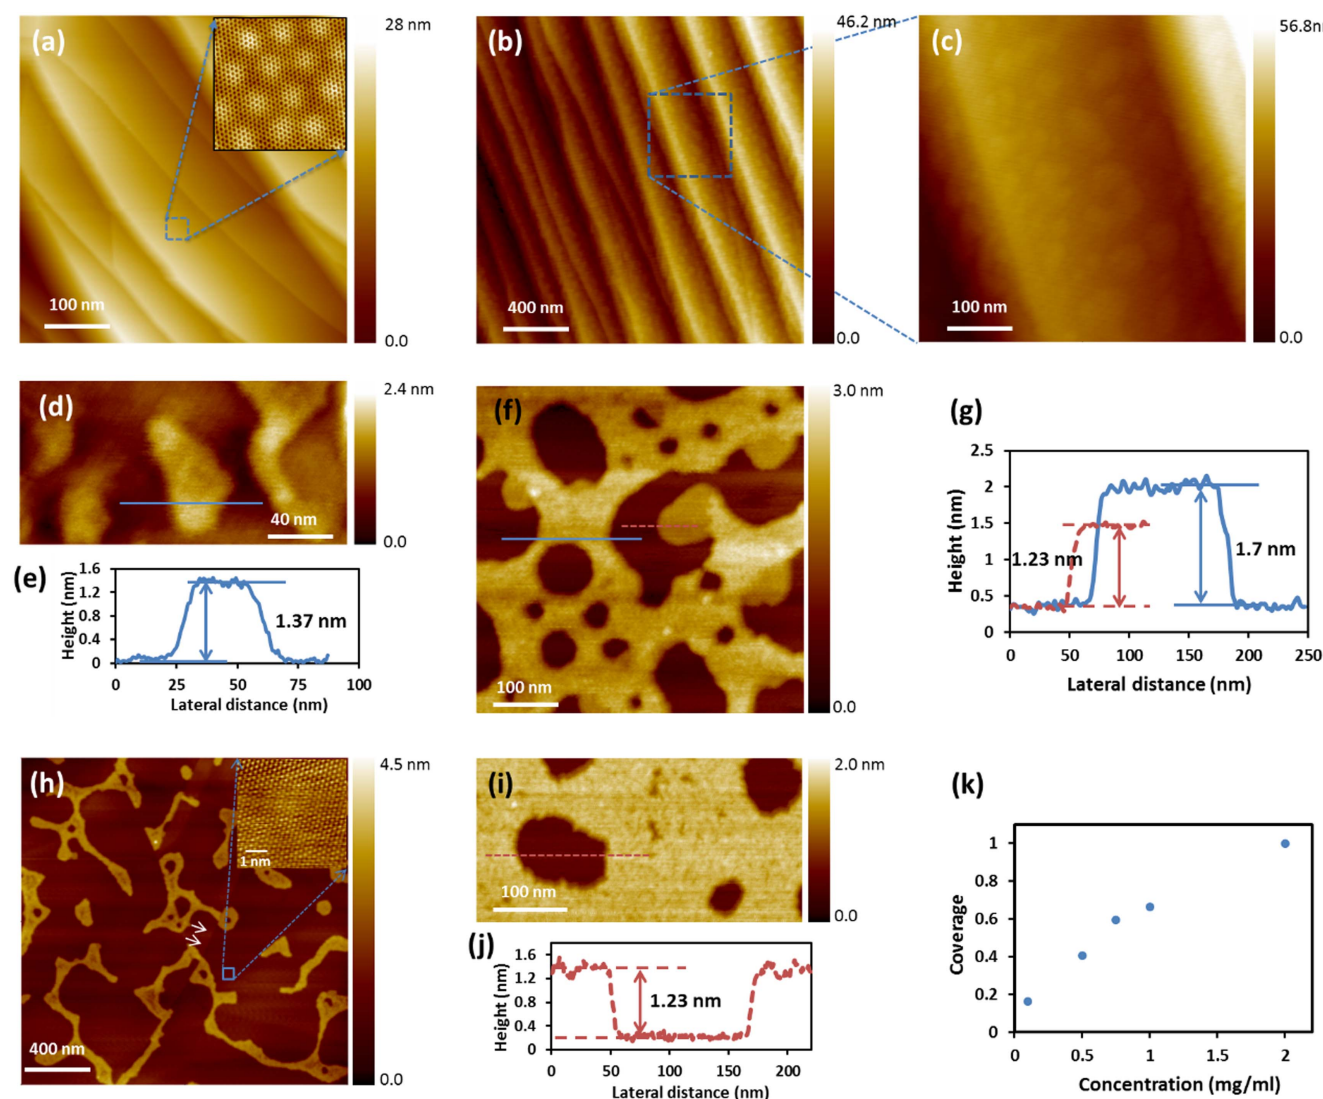 (a)
28 nm
100 nm
0.0
(b)
46.2 nm
400 nm
0.0
(c)
56.8n
100 nm
0.0
(d)
2.4 nm
40 nm
0.0
(e)
Height (nm)
1.6
1.2
0.8
0.4
0
1.37 nm
0 25 50 75 100
Lateral distance (nm)
(f)
3.0 nm
100 nm
0.0
(g)
Height (nm)
2.5
2
1.5
1
0.5
0
1.23 nm
1.7 nm
0 50 100 150 200 250
Lateral distance (nm)
(h)
4.5 nm
1 nm
400 nm
0.0
(i)
2.0 nm
100 nm
0.0
(j)
Height (nm)
1.6
1.2
0.8
0.4
0
1.23 nm
0 50 100 150 200
Lateral distance (nm)
(k)
Coverage
1
0.8
0.6
0.4
0.2
0
0 0.5 1 1.5 2
Concentration (mg/ml)